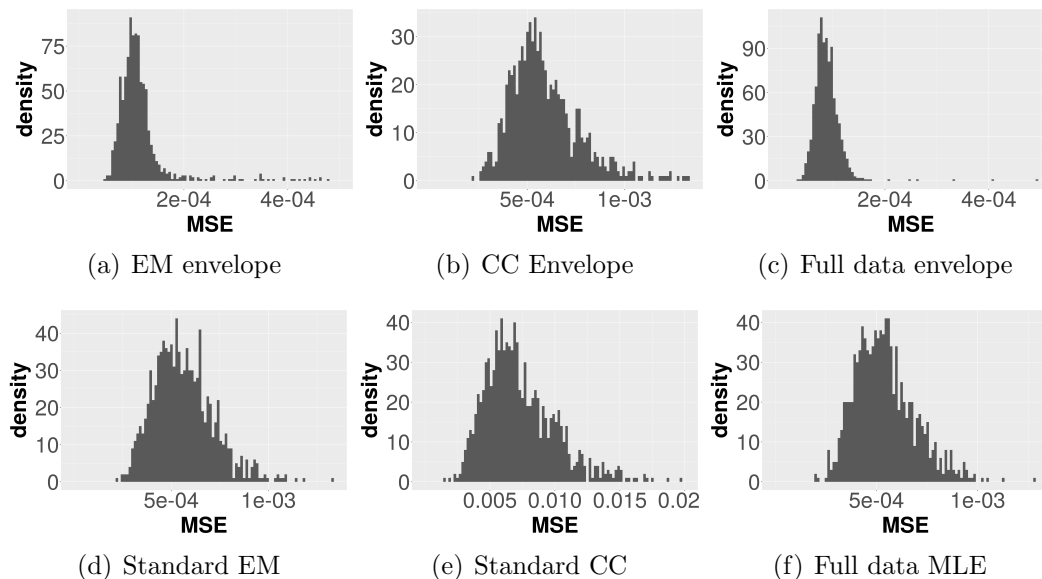 density
75
50
25
0
2e-04 4e-04
MSE
(a) EM envelope
density
30
20
10
0
5e-04 1e-03
MSE
(b) CC Envelope
density
90
60
30
0
2e-04 4e-04
MSE
(c) Full data envelope
density
40
30
20
10
0
5e-04 1e-03
MSE
(d) Standard EM
density
40
30
20
10
0
0.005 0.010 0.015 0.02
MSE
(e) Standard CC
density
40
30
20
10
0
5e-04 1e-03
MSE
(f) Full data MLE